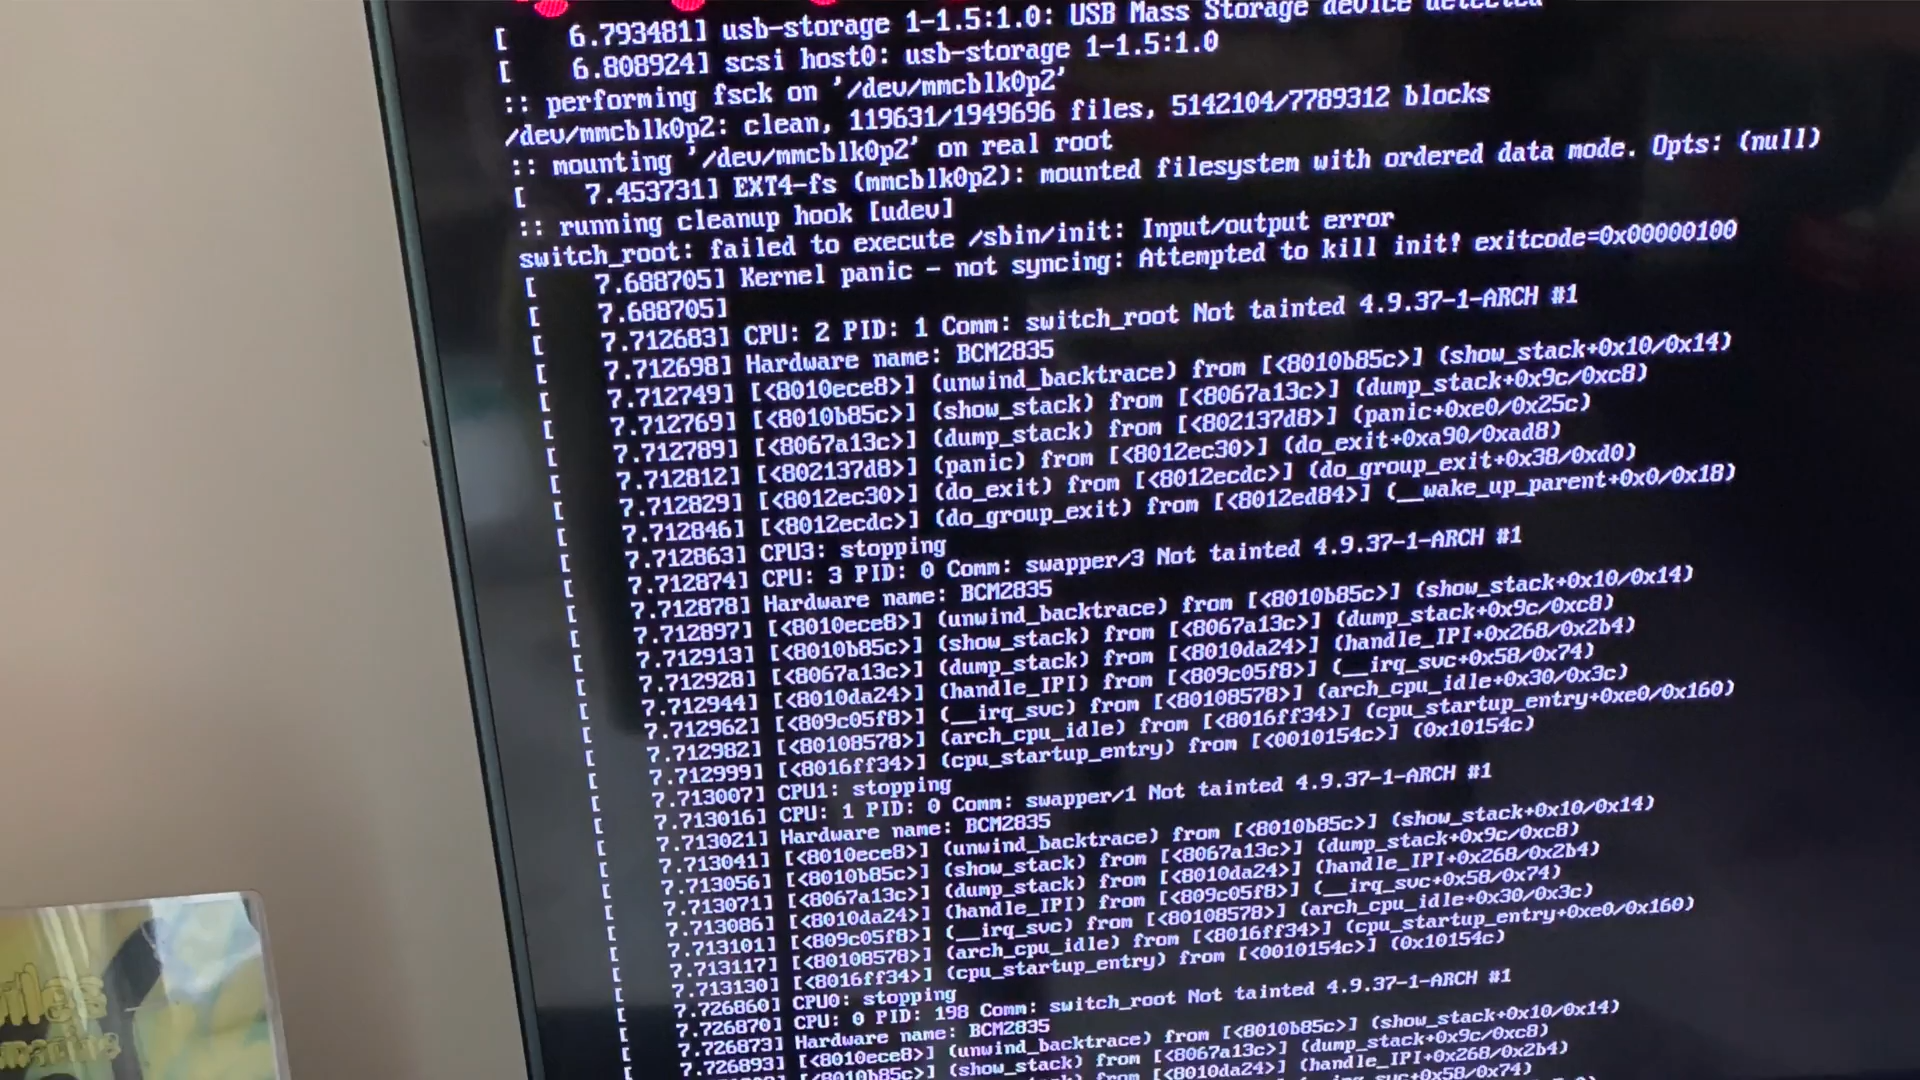 [    6.793481] usb-storage 1-1.5:1.0: USB Mass Storage device detected
[    6.808924] scsi host0: usb-storage 1-1.5:1.0
:: performing fsck on '/dev/mmcblk0p2'
/dev/mmcblk0p2: clean, 119631/1949696 files, 5142104/7789312 blocks
:: mounting '/dev/mmcblk0p2' on real root
[    7.453731] EXT4-fs (mmcblk0p2): mounted filesystem with ordered data mode. Opts: (null)
:: running cleanup hook [udev]
switch_root: failed to execute /sbin/init: Input/output error
[    7.688705] Kernel panic - not syncing: Attempted to kill init! exitcode=0x00000100
[    7.688705]
[    7.712683] CPU: 2 PID: 1 Comm: switch_root Not tainted 4.9.37-1-ARCH #1
[    7.712698] Hardware name: BCM2835
[    7.712749] [<8010ece8>] (unwind_backtrace) from [<8010b85c>] (show_stack+0x10/0x14)
[    7.712769] [<8010b85c>] (show_stack) from [<8067a13c>] (dump_stack+0x9c/0xc8)
[    7.712789] [<8067a13c>] (dump_stack) from [<802137d8>] (panic+0xe0/0x25c)
[    7.712812] [<802137d8>] (panic) from [<8012ec30>] (do_exit+0xa90/0xad8)
[    7.712829] [<8012ec30>] (do_exit) from [<8012ecdc>] (do_group_exit+0x38/0xd0)
[    7.712846] [<8012ecdc>] (do_group_exit) from [<8012ed84>] (__wake_up_parent+0x0/0x18)
[    7.712863] CPU3: stopping
[    7.712874] CPU: 3 PID: 0 Comm: swapper/3 Not tainted 4.9.37-1-ARCH #1
[    7.712878] Hardware name: BCM2835
[    7.712897] [<8010ece8>] (unwind_backtrace) from [<8010b85c>] (show_stack+0x10/0x14)
[    7.712913] [<8010b85c>] (show_stack) from [<8067a13c>] (dump_stack+0x9c/0xc8)
[    7.712928] [<8067a13c>] (dump_stack) from [<8010da24>] (handle_IPI+0x268/0x2b4)
[    7.712944] [<8010da24>] (handle_IPI) from [<809c05f8>] (__irq_svc+0x58/0x74)
[    7.712962] [<809c05f8>] (__irq_svc) from [<80108578>] (arch_cpu_idle+0x30/0x3c)
[    7.712982] [<80108578>] (arch_cpu_idle) from [<8016ff34>] (cpu_startup_entry+0xe0/0x160)
[    7.712999] [<8016ff34>] (cpu_startup_entry) from [<0010154c>] (0x10154c)
[    7.713007] CPU1: stopping
[    7.713016] CPU: 1 PID: 0 Comm: swapper/1 Not tainted 4.9.37-1-ARCH #1
[    7.713021] Hardware name: BCM2835
[    7.713041] [<8010ece8>] (unwind_backtrace) from [<8010b85c>] (show_stack+0x10/0x14)
[    7.713056] [<8010b85c>] (show_stack) from [<8067a13c>] (dump_stack+0x9c/0xc8)
[    7.713071] [<8067a13c>] (dump_stack) from [<8010da24>] (handle_IPI+0x268/0x2b4)
[    7.713086] [<8010da24>] (handle_IPI) from [<809c05f8>] (__irq_svc+0x58/0x74)
[    7.713101] [<809c05f8>] (__irq_svc) from [<80108578>] (arch_cpu_idle+0x30/0x3c)
[    7.713117] [<80108578>] (arch_cpu_idle) from [<8016ff34>] (cpu_startup_entry+0xe0/0x160)
[    7.713130] [<8016ff34>] (cpu_startup_entry) from [<0010154c>] (0x10154c)
[    7.726860] CPU0: stopping
[    7.726870] CPU: 0 PID: 198 Comm: switch_root Not tainted 4.9.37-1-ARCH #1
[    7.726873] Hardware name: BCM2835
[    7.726893] [<8010ece8>] (unwind_backtrace) from [<8010b85c>] (show_stack+0x10/0x14)
[<8010b85c>] (show_stack) from [<8067a13c>] (dump_stack+0x9c/0xc8)
from [<8010da24>] (handle_IPI+0x268/0x2b4)